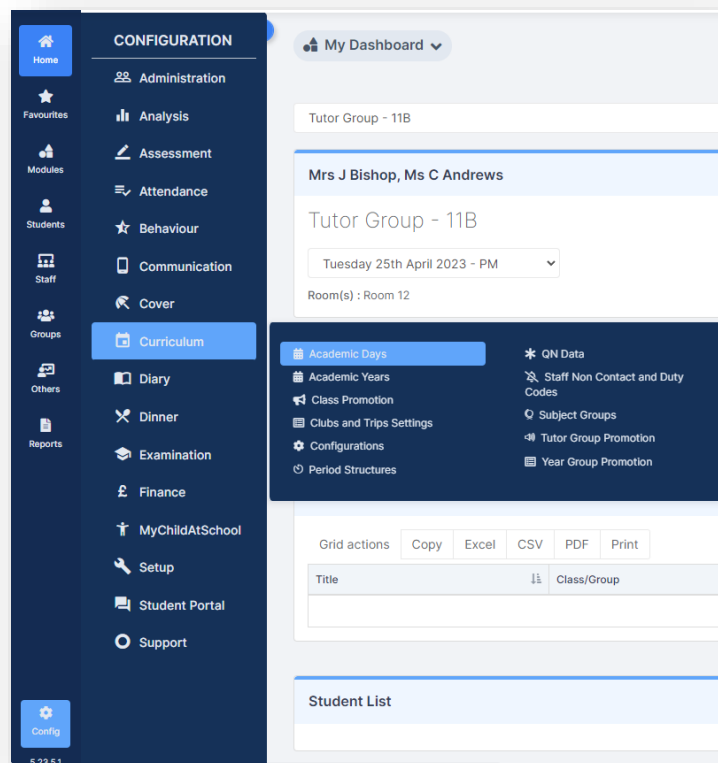 Home
Favourites
Modules
Students
Staff
Groups
Others
Reports
Config
5.23.5.1
CONFIGURATION
Administration
Analysis
Assessment
Attendance
Behaviour
Communication
Cover
Curriculum
Diary
Dinner
Examination
£ Finance
MyChildAtSchool
Setup
Student Portal
Support
My Dashboard
Tutor Group - 11B
Mrs J Bishop, Ms C Andrews
Tutor Group - 11B
Tuesday 25th April 2023 - PM
Room(s) : Room 12
Academic Days
Academic Years
Class Promotion
Clubs and Trips Settings
Configurations
Period Structures
QN Data
Staff Non Contact and Duty
Codes
Subject Groups
Tutor Group Promotion
Year Group Promotion
Grid actions Copy Excel CSV PDF Print
Title Class/Group
Student List